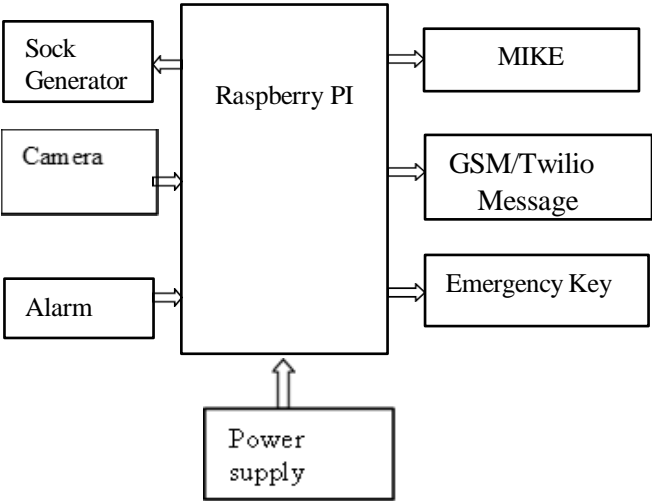 Sock
Generator
Raspberry PI
MIKE
Camera
GSM/Twilio
Message
Alarm
Emergency Key
Power
supply